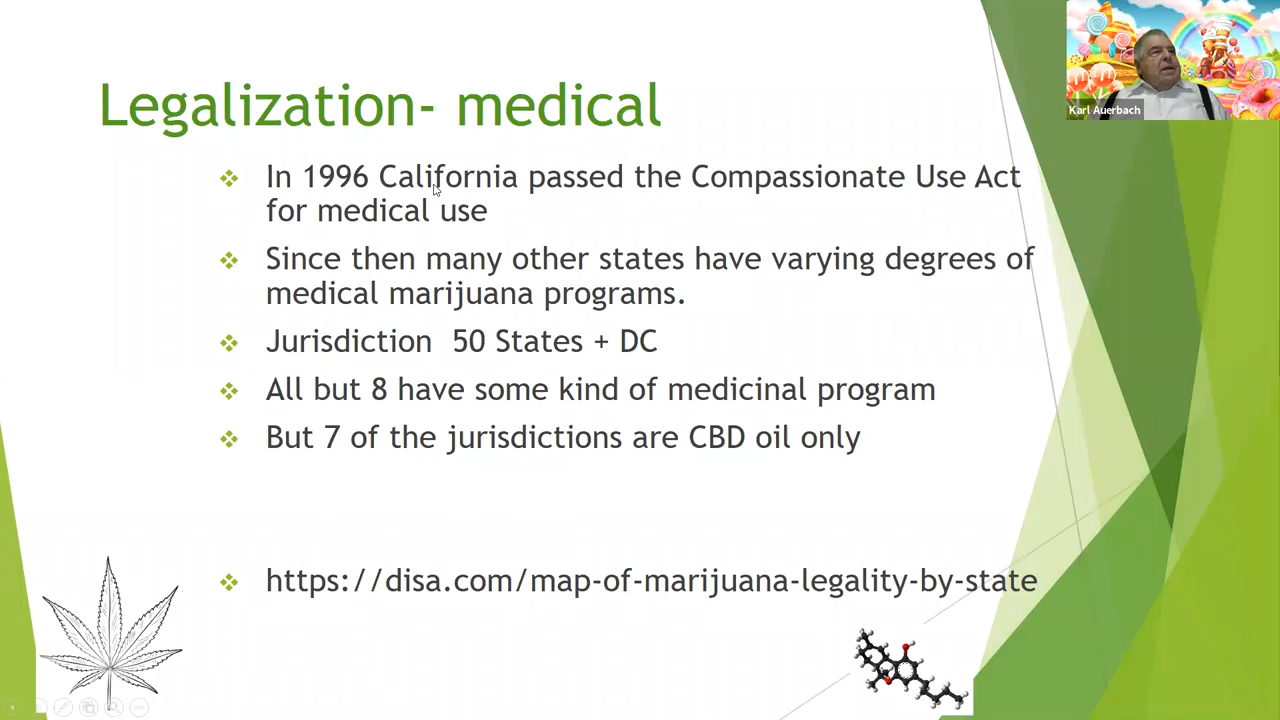 Legalization- medical
Karl Auerbach
In 1996 California passed the Compassionate Use Act
for medical use
Since then many other states have varying degrees of
medical marijuana programs.
Jurisdiction  50 States + DC
All but 8 have some kind of medicinal program
But 7 of the jurisdictions are CBD oil only
https://disa.com/map-of-marijuana-legality-by-state